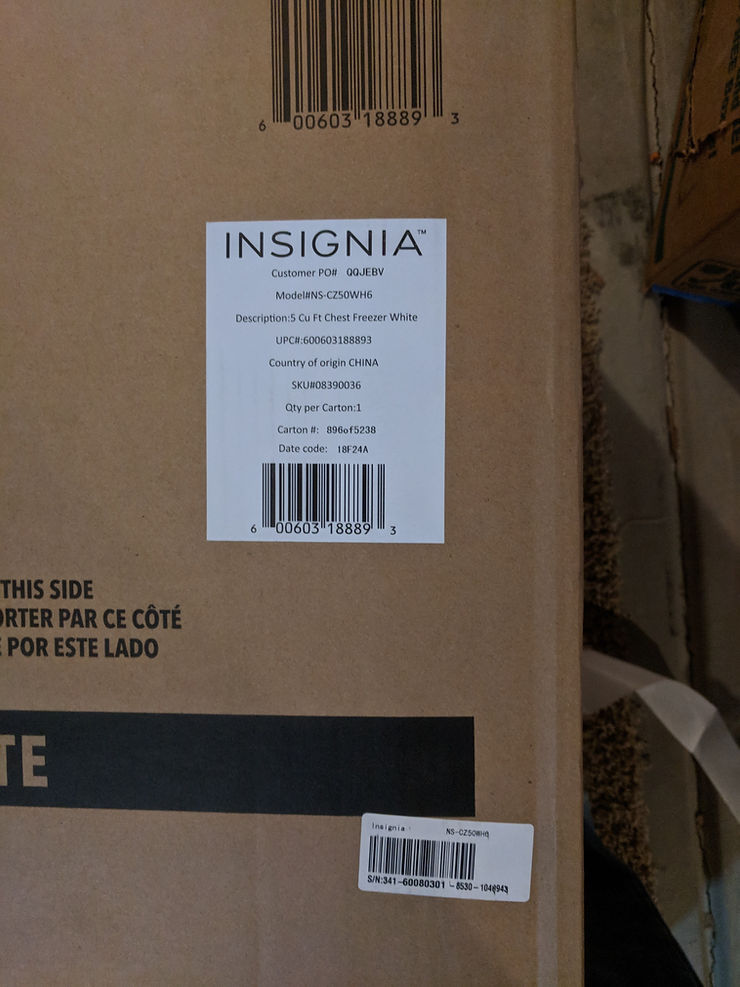 6 00603 18889 3
INSIGNIA™
Customer PO# QQJEBV
Model#NS-CZ50WH6
Description:5 Cu Ft Chest Freezer White
UPC#:600603188893
Country of origin CHINA
SKU#08390036
Qty per Carton:1
Carton #: 896of5238
Date code: 18F24A
6 00603 18889 3
THIS SIDE
ORTER PAR CE CÔTÉ
POR ESTE LADO
TE
Insignia NS-CZ50WH6
S/N:341-60080301-8530-1048943